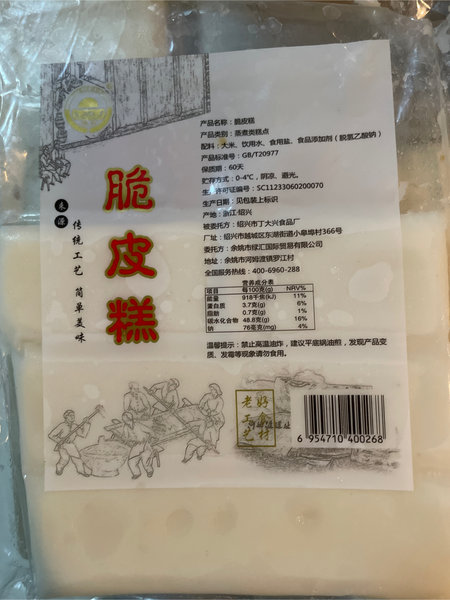 脆皮糕
来源
传统工艺 简单美味
产品名称：脆皮糕
产品类别：蒸煮类糕点
配料：大米、饮用水、食用盐、食品添加剂（脱氢乙酸钠）
产品标准号：GB/T20977
保质期：60天
贮存方式：0-4℃，阴凉、避光。
生产许可证编号：SC11233060200070
生产日期：见包装上标识
产地：浙江·绍兴
被委托方：绍兴市丁大兴食品厂
厂址：绍兴市越城区东湖街道小皋埠村366号
委托方：余姚市绿汇国际贸易有限公司
地址：余姚市河姆渡镇罗江村
全国服务热线：400-6960-288
营养成分表
项目 每100克(g) NRV%
能量 918千焦(kJ) 11%
蛋白质 3.7克(g) 6%
脂肪 0.7克(g) 1%
碳水化合物 48.8克(g) 16%
钠 76毫克(mg) 4%
温馨提示：禁止高温油炸，建议平底锅油煎，发现产品变
质、发霉等现象请勿食用。
好食材
老工艺
6 954710 400268